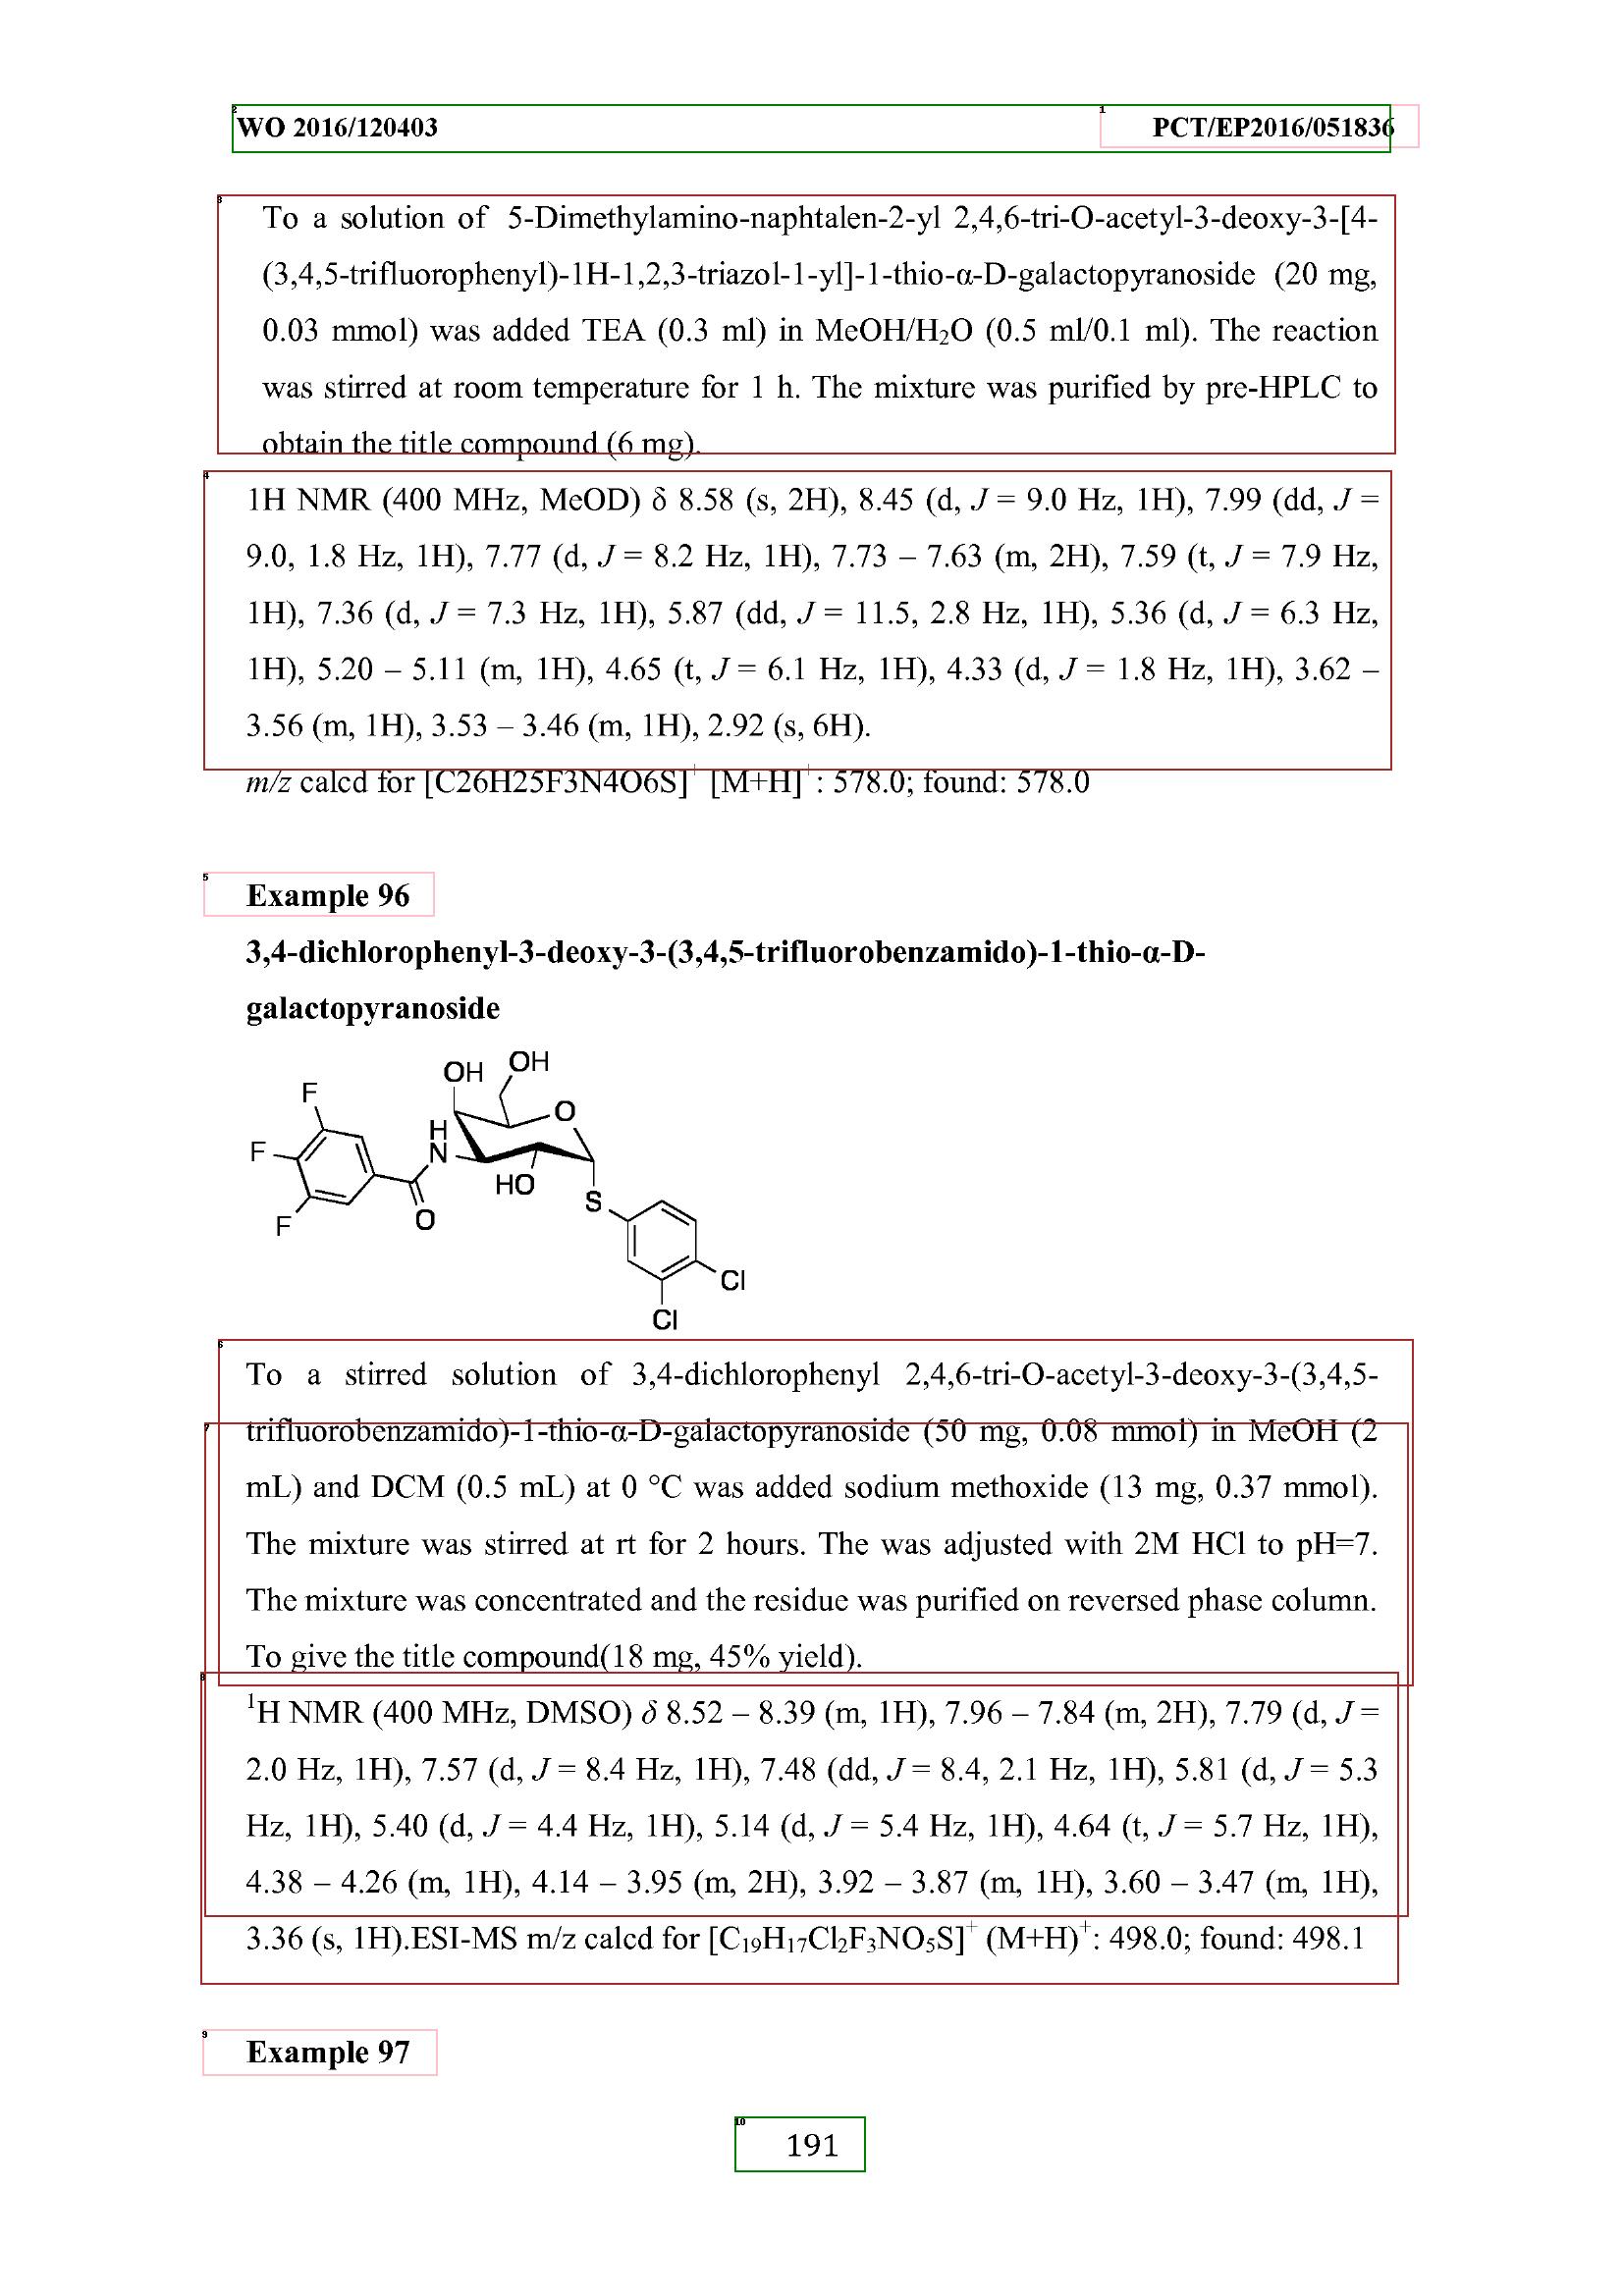 WO 2016/120403 PCT/EP2016/051836
To a solution of 5-Dimethylamino-naphtalen-2-yl 2,4,6-tri-O-acetyl-3-deoxy-3-[4-
(3,4,5-trifluorophenyl)-1H-1,2,3-triazol-1-yl]-1-thio-α-D-galactopyranoside (20 mg,
0.03 mmol) was added TEA (0.3 ml) in MeOH/H₂O (0.5 ml/0.1 ml). The reaction
was stirred at room temperature for 1 h. The mixture was purified by pre-HPLC to
obtain the title compound (6 mg).
1H NMR (400 MHz, MeOD) δ 8.58 (s, 2H), 8.45 (d, J = 9.0 Hz, 1H), 7.99 (dd, J =
9.0, 1.8 Hz, 1H), 7.77 (d, J = 8.2 Hz, 1H), 7.73 – 7.63 (m, 2H), 7.59 (t, J = 7.9 Hz,
1H), 7.36 (d, J = 7.3 Hz, 1H), 5.87 (dd, J = 11.5, 2.8 Hz, 1H), 5.36 (d, J = 6.3 Hz,
1H), 5.20 – 5.11 (m, 1H), 4.65 (t, J = 6.1 Hz, 1H), 4.33 (d, J = 1.8 Hz, 1H), 3.62 –
3.56 (m, 1H), 3.53 – 3.46 (m, 1H), 2.92 (s, 6H).
m/z calcd for [C26H25F3N4O6S]⁺ [M+H]⁺: 578.0; found: 578.0
Example 96
3,4-dichlorophenyl-3-deoxy-3-(3,4,5-trifluorobenzamido)-1-thio-α-D-
galactopyranoside
OH OH
F
O
H
N
F
HO
S
O
F
Cl
Cl
To a stirred solution of 3,4-dichlorophenyl 2,4,6-tri-O-acetyl-3-deoxy-3-(3,4,5-
trifluorobenzamido)-1-thio-α-D-galactopyranoside (50 mg, 0.08 mmol) in MeOH (2
mL) and DCM (0.5 mL) at 0 °C was added sodium methoxide (13 mg, 0.37 mmol).
The mixture was stirred at rt for 2 hours. The was adjusted with 2M HCl to pH=7.
The mixture was concentrated and the residue was purified on reversed phase column.
To give the title compound(18 mg, 45% yield).
¹H NMR (400 MHz, DMSO) δ 8.52 – 8.39 (m, 1H), 7.96 – 7.84 (m, 2H), 7.79 (d, J =
2.0 Hz, 1H), 7.57 (d, J = 8.4 Hz, 1H), 7.48 (dd, J = 8.4, 2.1 Hz, 1H), 5.81 (d, J = 5.3
Hz, 1H), 5.40 (d, J = 4.4 Hz, 1H), 5.14 (d, J = 5.4 Hz, 1H), 4.64 (t, J = 5.7 Hz, 1H),
4.38 – 4.26 (m, 1H), 4.14 – 3.95 (m, 2H), 3.92 – 3.87 (m, 1H), 3.60 – 3.47 (m, 1H),
3.36 (s, 1H).ESI-MS m/z calcd for [C₁₉H₁₇Cl₂F₃NO₅S]⁺ (M+H)⁺: 498.0; found: 498.1
Example 97
191